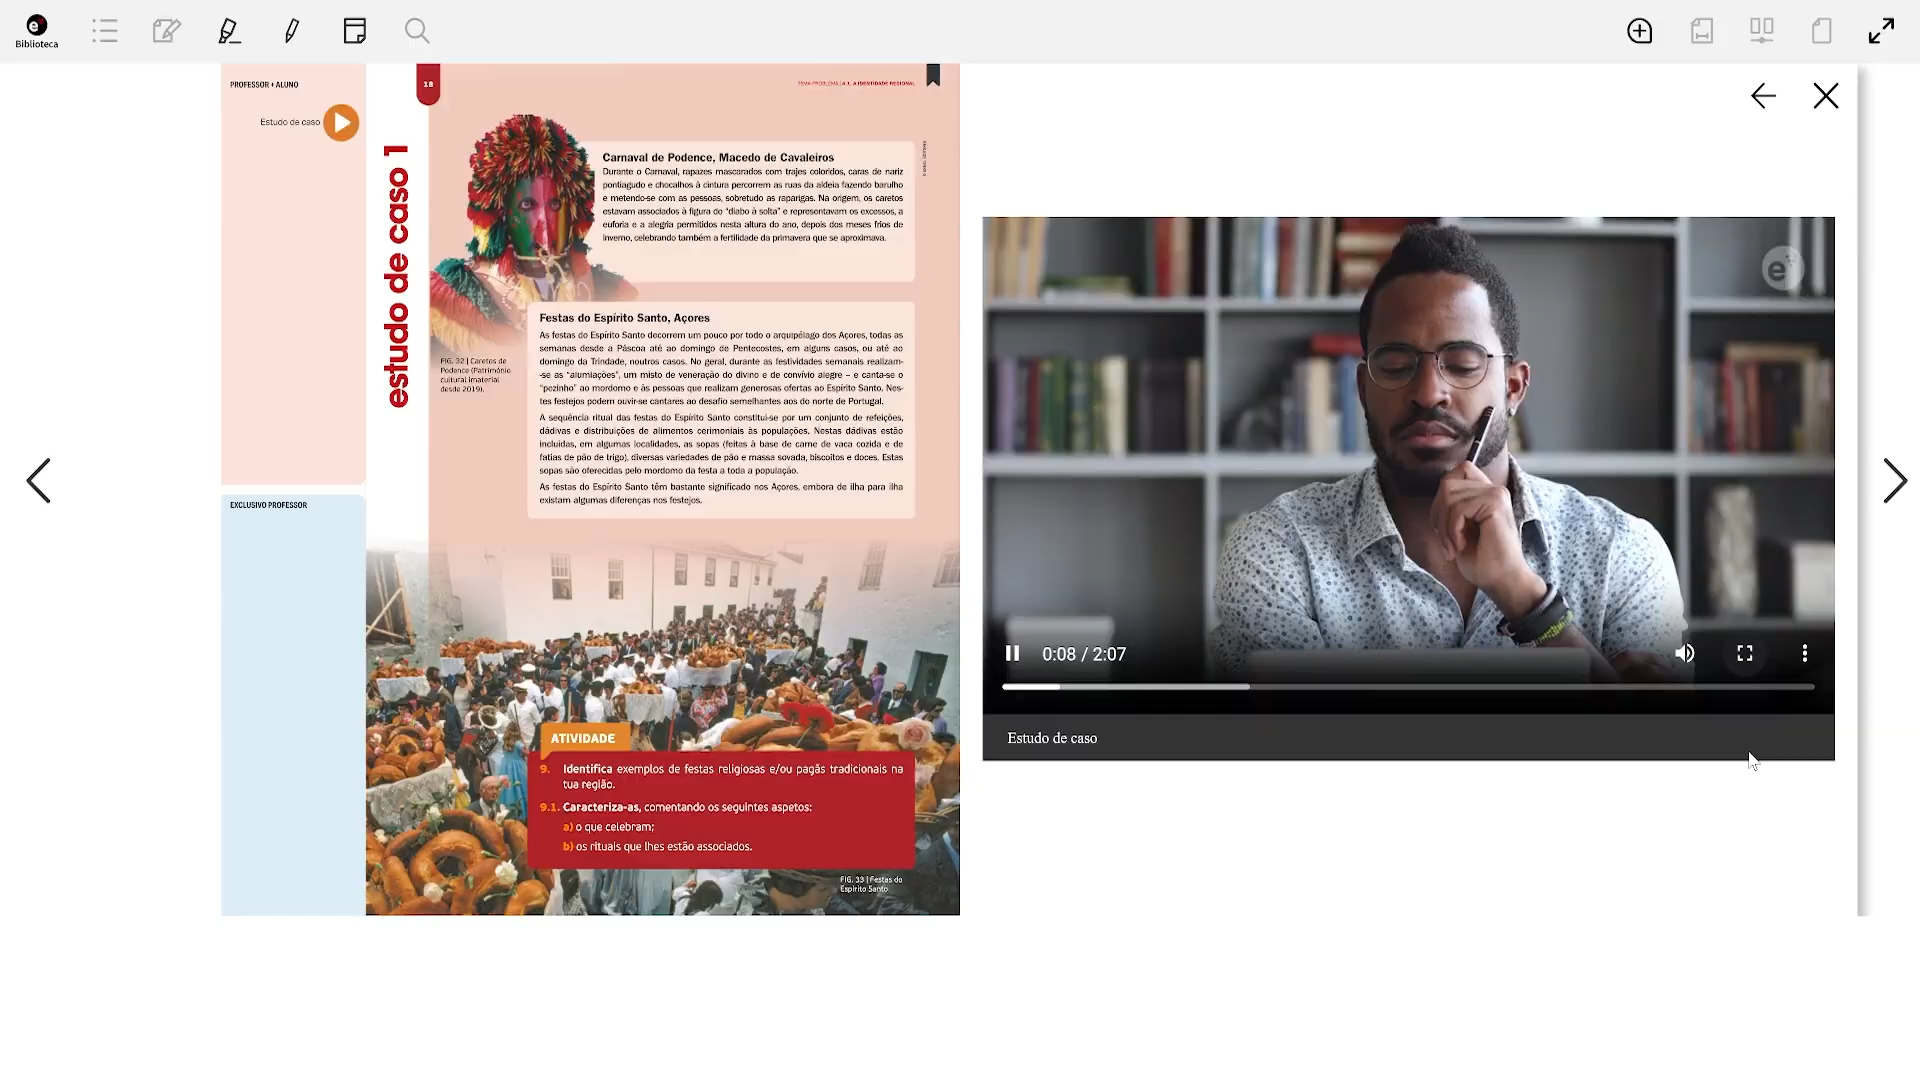 Biblioteca
PROFESSOR + ALUNO
Estudo de caso
EXCLUSIVO PROFESSOR
18
TEMA-PROBLEMA | 4.1. A IDENTIDADE REGIONAL
estudo de caso 1
Carnaval de Podence, Macedo de Cavaleiros
Durante o Carnaval, rapazes mascarados com trajes coloridos, caras de nariz
pontiagudo e chocalhos à cintura percorrem as ruas da aldeia fazendo barulho
e metendo-se com as pessoas, sobretudo as raparigas. Na origem, os caretos
estavam associados à figura do “diabo à solta” e representavam os excessos, a
euforia e a alegria permitidos nesta altura do ano, depois dos meses frios de
inverno, celebrando também a fertilidade da primavera que se aproximava.
FIG. 32 | Caretos de
Podence (Património
cultural imaterial
desde 2019).
Festas do Espírito Santo, Açores
As festas do Espírito Santo decorrem um pouco por todo o arquipélago dos Açores, todas as
semanas desde a Páscoa até ao domingo de Pentecostes, em alguns casos, ou até ao
domingo da Trindade, noutros casos. No geral, durante as festividades semanais realizam-
-se as “alumiações”, um misto de veneração do divino e de convívio alegre – e canta-se o
“pezinho” ao mordomo e às pessoas que realizam generosas ofertas ao Espírito Santo. Nes-
tes festejos podem ouvir-se cantares ao desafio semelhantes aos do norte de Portugal.
A sequência ritual das festas do Espírito Santo constitui-se por um conjunto de refeições,
dádivas e distribuições de alimentos cerimoniais às populações. Nestas dádivas estão
incluídas, em algumas localidades, as sopas (feitas à base de carne de vaca cozida e de
fatias de pão de trigo), diversas variedades de pão e massa sovada, biscoitos e doces. Estas
sopas são oferecidas pelo mordomo da festa a toda a população.
As festas do Espírito Santo têm bastante significado nos Açores, embora de ilha para ilha
existam algumas diferenças nos festejos.
ATIVIDADE
9. Identifica exemplos de festas religiosas e/ou pagãs tradicionais na
tua região.
9.1. Caracteriza-as, comentando os seguintes aspetos:
a) o que celebram;
b) os rituais que lhes estão associados.
FIG. 33 | Festas do
Espírito Santo
0:08 / 2:07
Estudo de caso